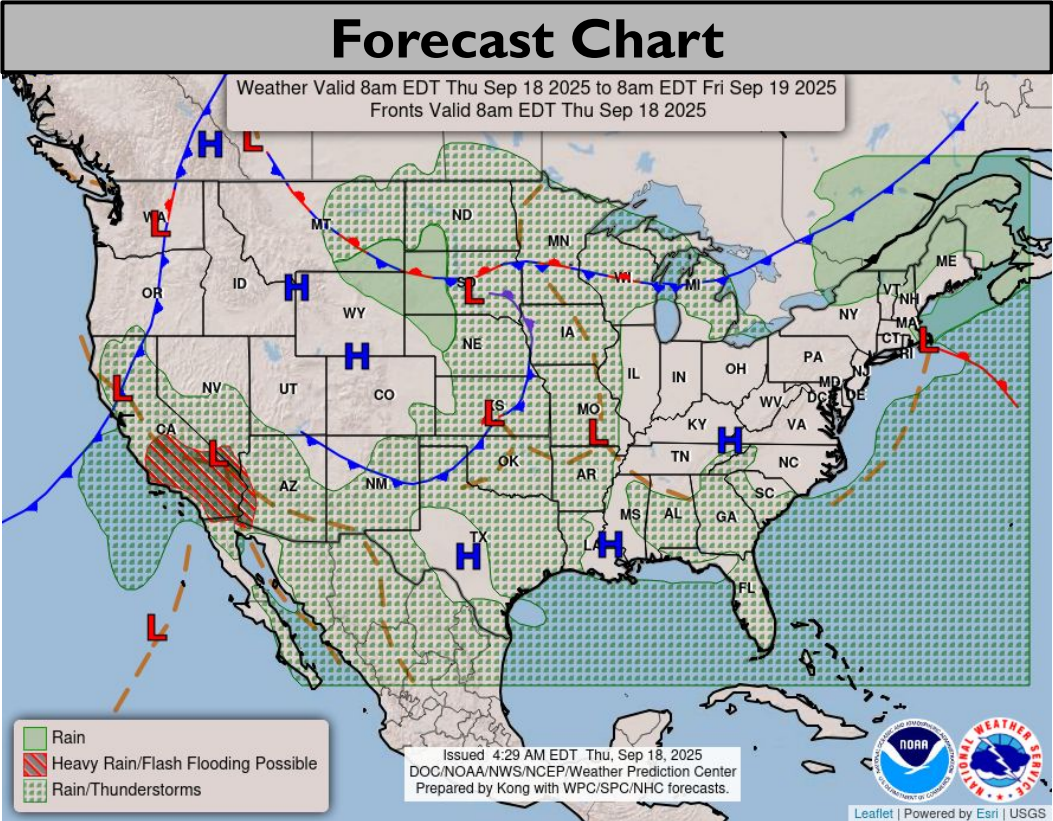 Forecast Chart
Weather Valid 8am EDT Thu Sep 18 2025 to 8am EDT Fri Sep 19 2025
Fronts Valid 8am EDT Thu Sep 18 2025
H
L
WA
L
MT
ND
MN
ME
OR
ID
H
WY
SD
L
WI
MI
VT
NH
NY
MA
CT
RI
L
NV
UT
H
CO
NE
IA
IL
IN
OH
PA
NJ
MD
DC
DE
L
CA
KS
L
MO
L
KY
WV
VA
H
L
AZ
NM
OK
AR
TN
NC
SC
TX
H
LA
H
MS
AL
GA
FL
L
Rain
Heavy Rain/Flash Flooding Possible
Rain/Thunderstorms
Issued 4:29 AM EDT Thu, Sep 18, 2025
DOC/NOAA/NWS/NCEP/Weather Prediction Center
Prepared by Kong with WPC/SPC/NHC forecasts.
NOAA
NATIONAL WEATHER SERVICE
Leaflet | Powered by Esri | USGS